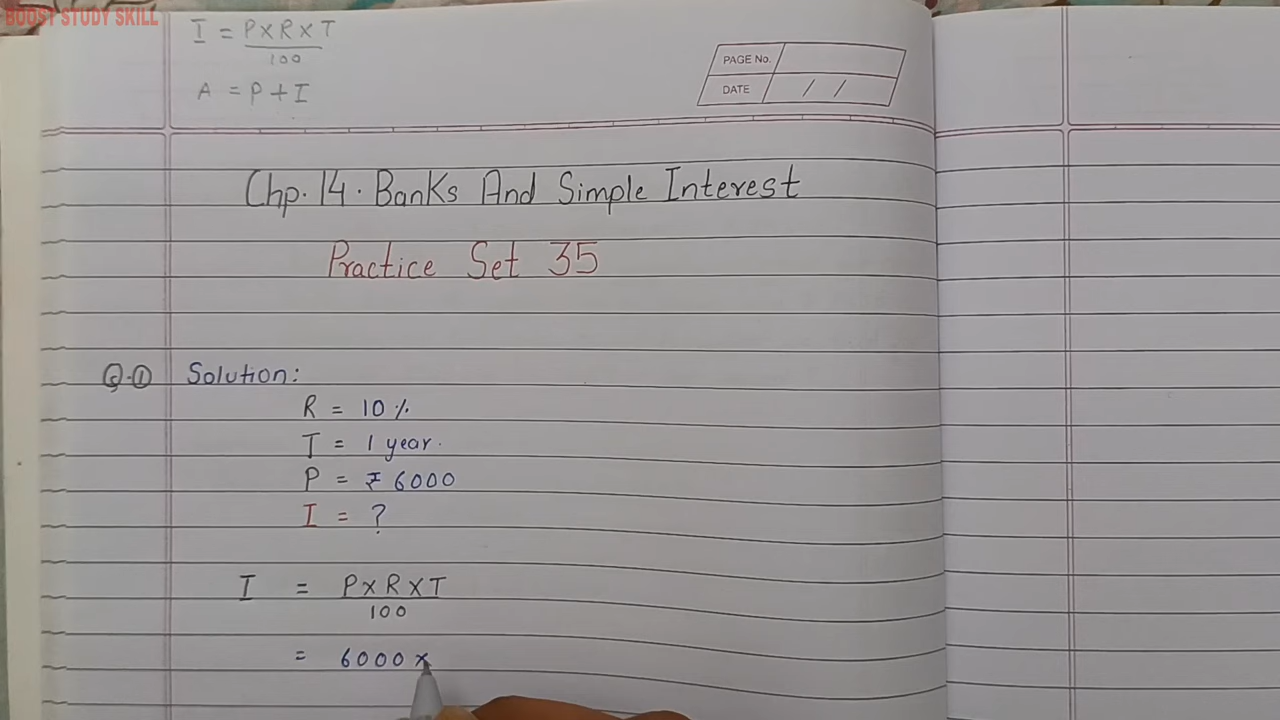 BOOST STUDY SKILL
I = P×R×T
100
A = P+I
PAGE No.
DATE / /
Chp. 14. Banks And Simple Interest
Practice Set 35
Q.1 Solution:
R = 10 %
T = 1 year.
P = ₹ 6000
I = ?
I = P×R×T
100
= 6000 ×